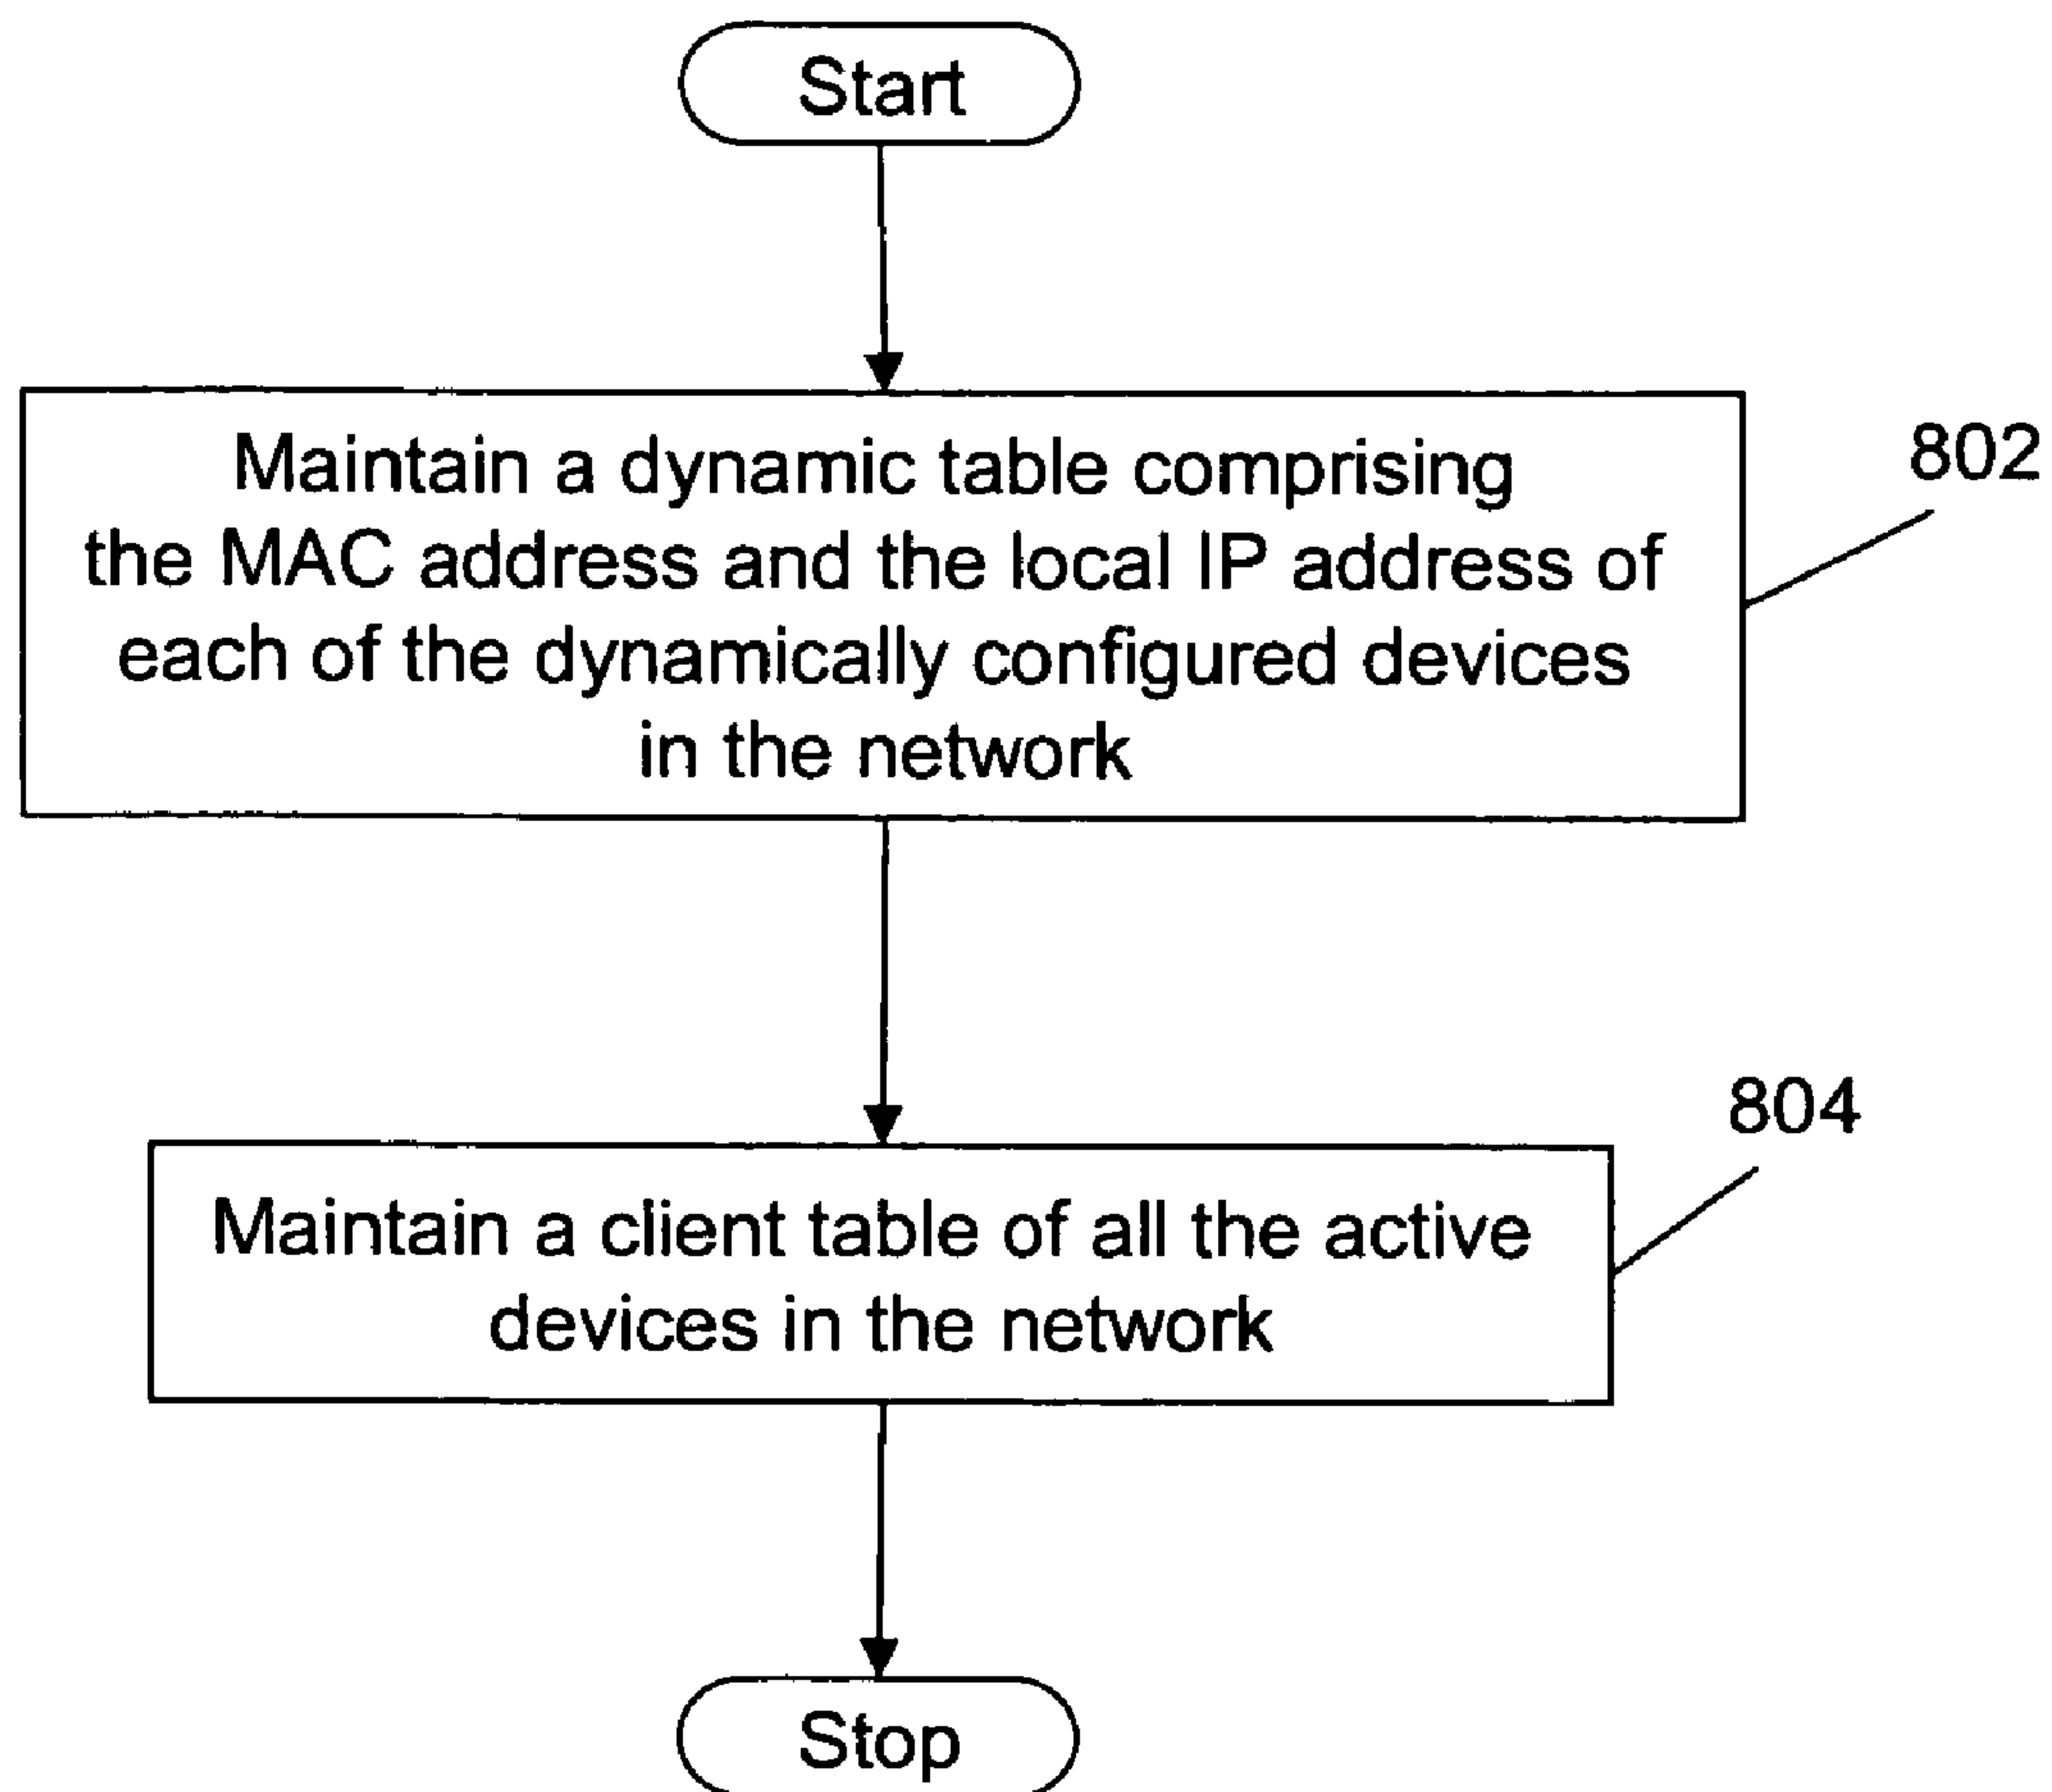 Start
Maintain a dynamic table comprising
the MAC address and the local IP address of
each of the dynamically configured devices
in the network
802
804
Maintain a client table of all the active
devices in the network
Stop